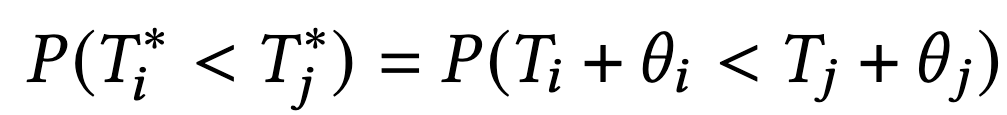 P(T_i^* < T_j^*) = P(T_i + θ_i < T_j + θ_j)